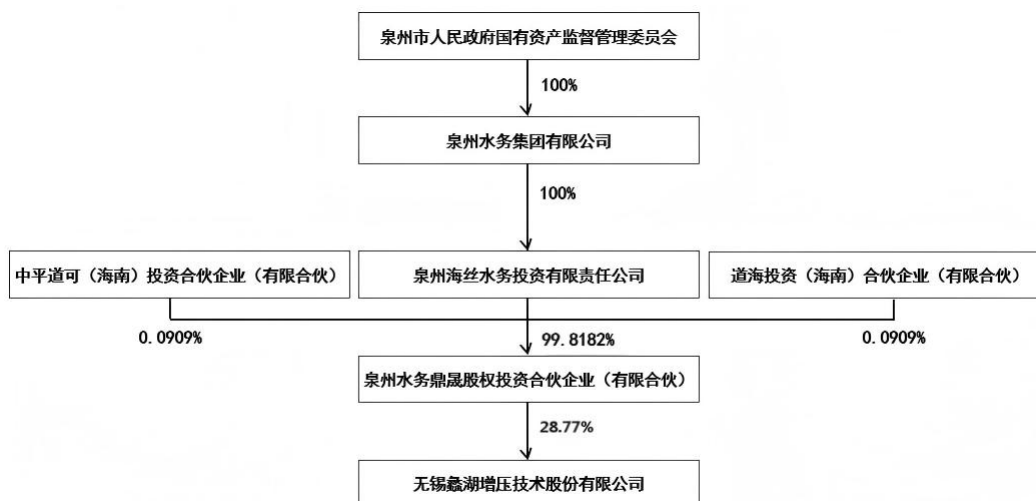 泉州市人民政府国有资产监督管理委员会
100%
泉州水务集团有限公司
100%
中平道可（海南）投资合伙企业（有限合伙）
泉州海丝水务投资有限责任公司
道海投资（海南）合伙企业（有限合伙）
0.0909%
99.8182%
0.0909%
泉州水务鼎晟股权投资合伙企业（有限合伙）
28.77%
无锡蠡湖增压技术股份有限公司